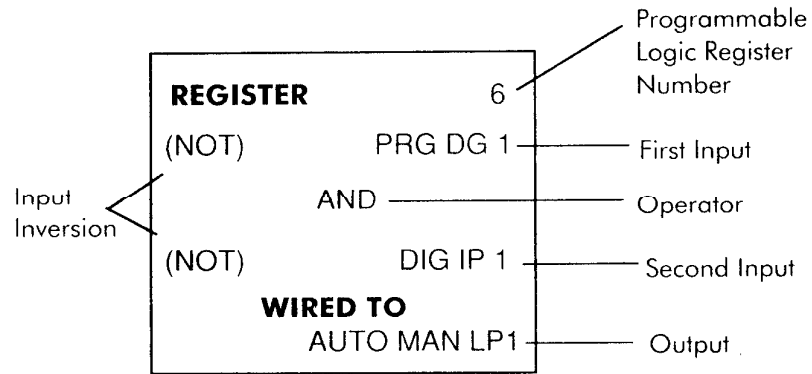 Programmable
Logic Register
Number
REGISTER 6
(NOT) PRG DG 1
First Input
Input
Inversion
AND
Operator
(NOT) DIG IP 1
Second Input
WIRED TO
AUTO MAN LP1
Output